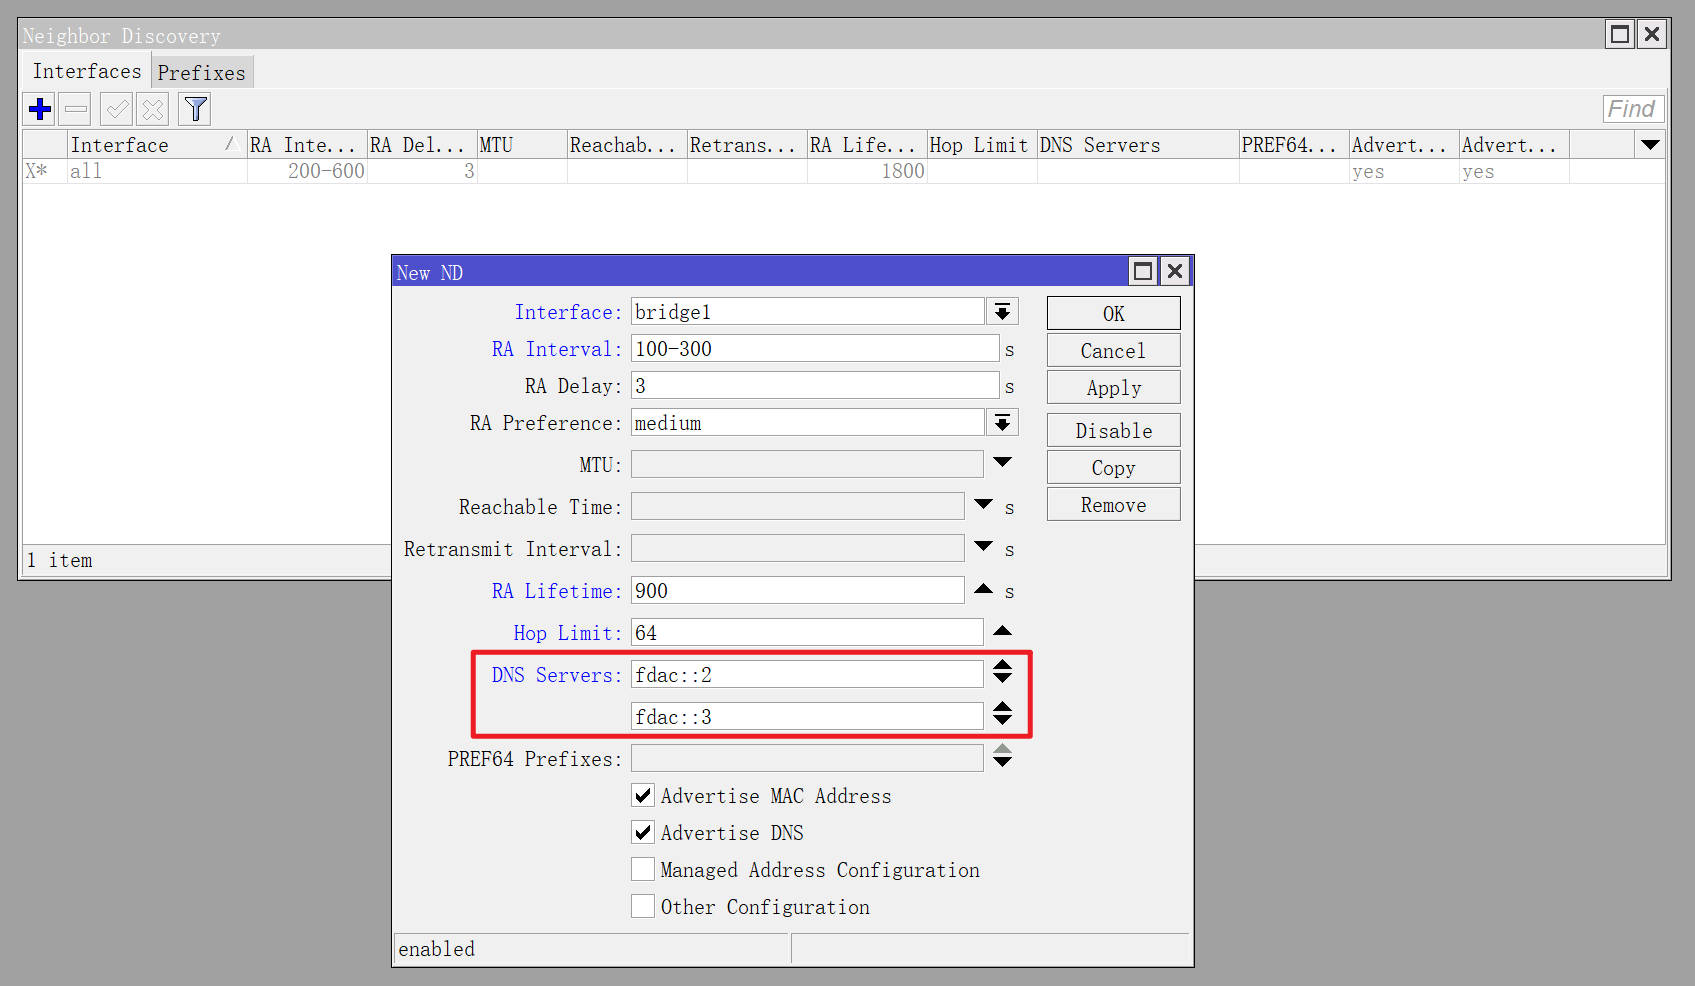 Neighbor Discovery
Interfaces Prefixes
Find
Interface RA Inte... RA Del... MTU Reachab... Retrans... RA Life... Hop Limit DNS Servers PREF64... Advert... Advert...
X* all 200-600 3 1800 yes yes
1 item
New ND
Interface: bridge1
OK
RA Interval: 100-300 s
Cancel
RA Delay: 3 s
Apply
RA Preference: medium
Disable
MTU:
Copy
Reachable Time: s
Remove
Retransmit Interval: s
RA Lifetime: 900 s
Hop Limit: 64
DNS Servers: fdac::2
fdac::3
PREF64 Prefixes:
Advertise MAC Address
Advertise DNS
Managed Address Configuration
Other Configuration
enabled